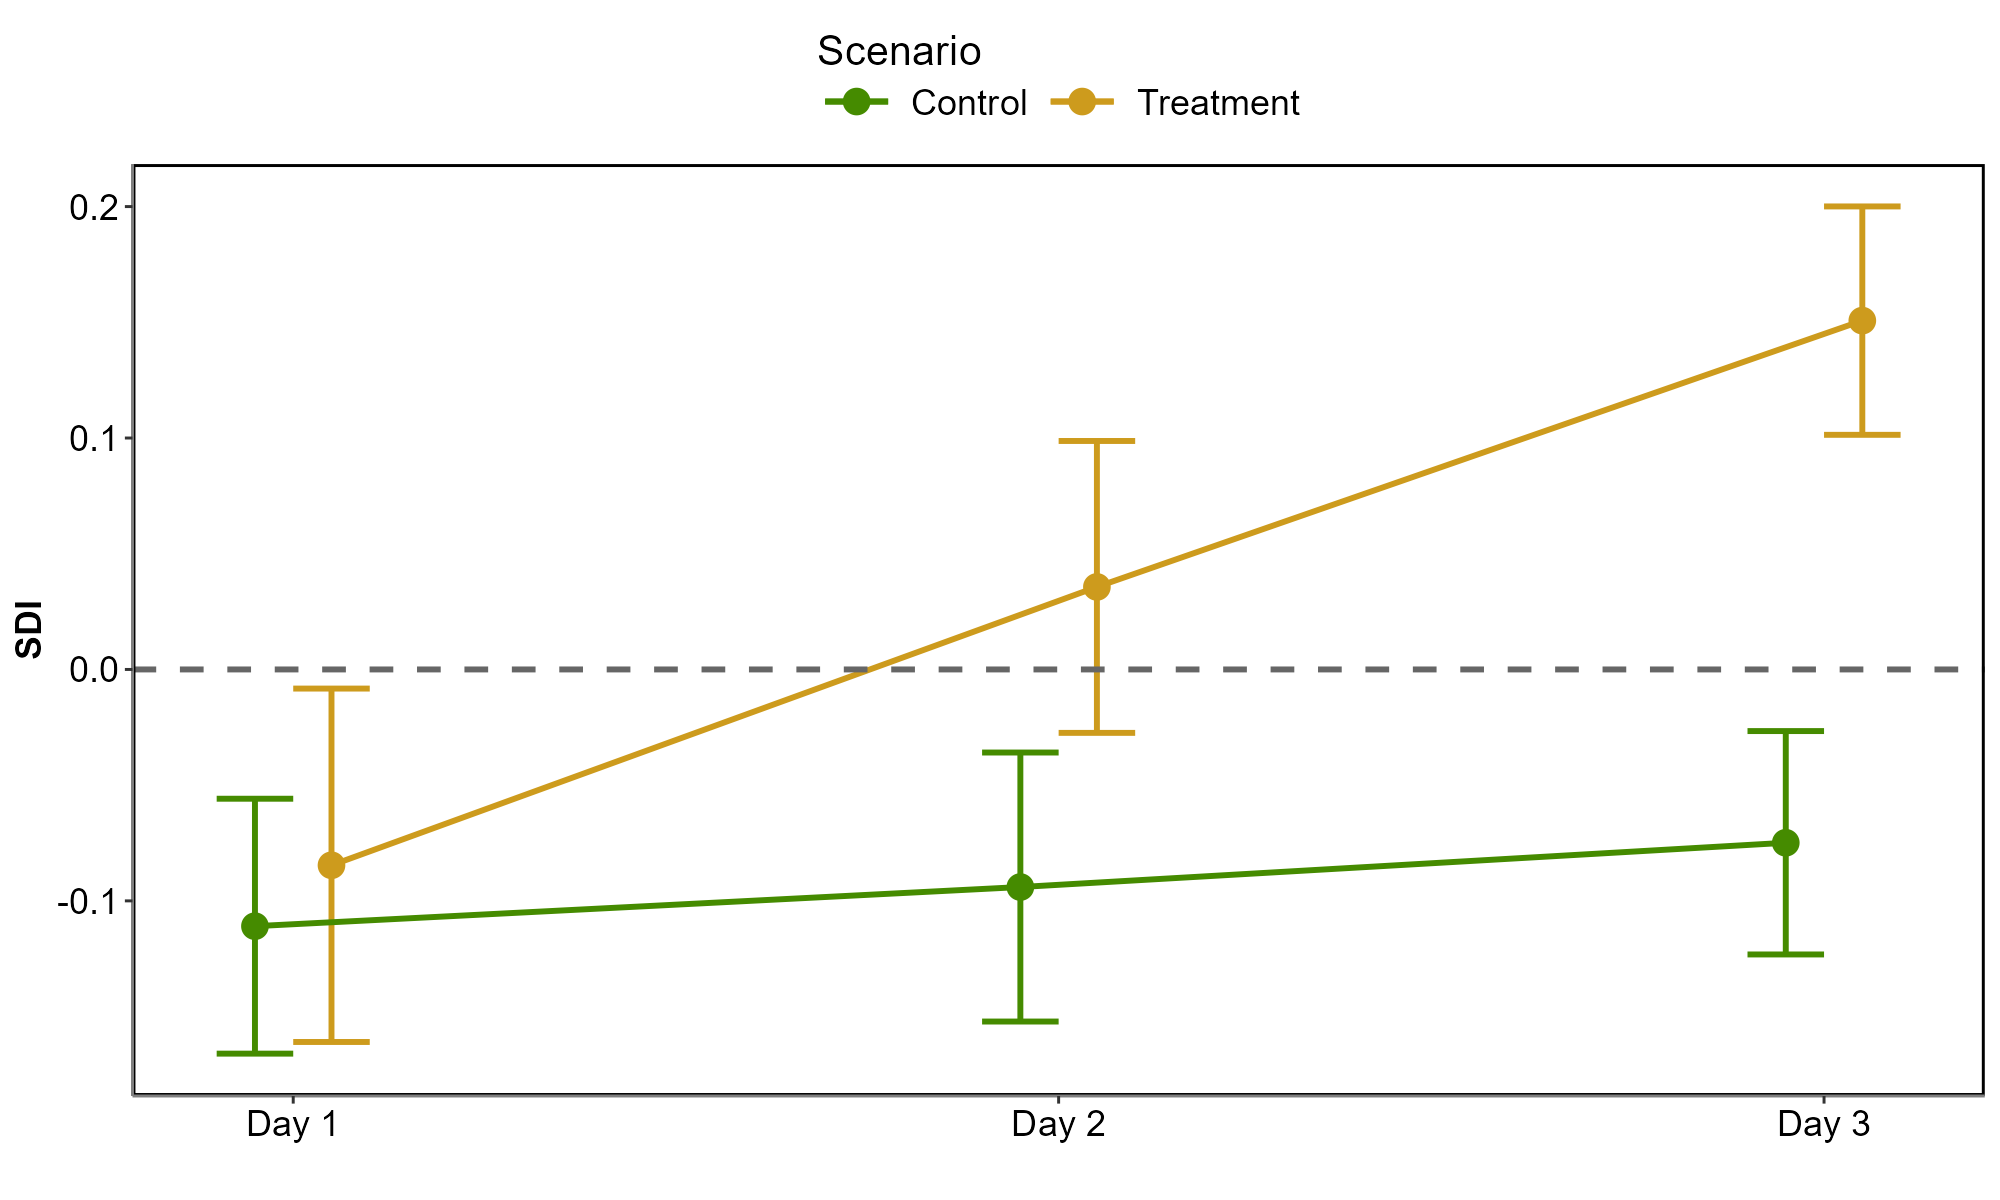 Scenario
Control Treatment
0.2
0.1
SDI
0.0
-0.1
Day 1 Day 2 Day 3